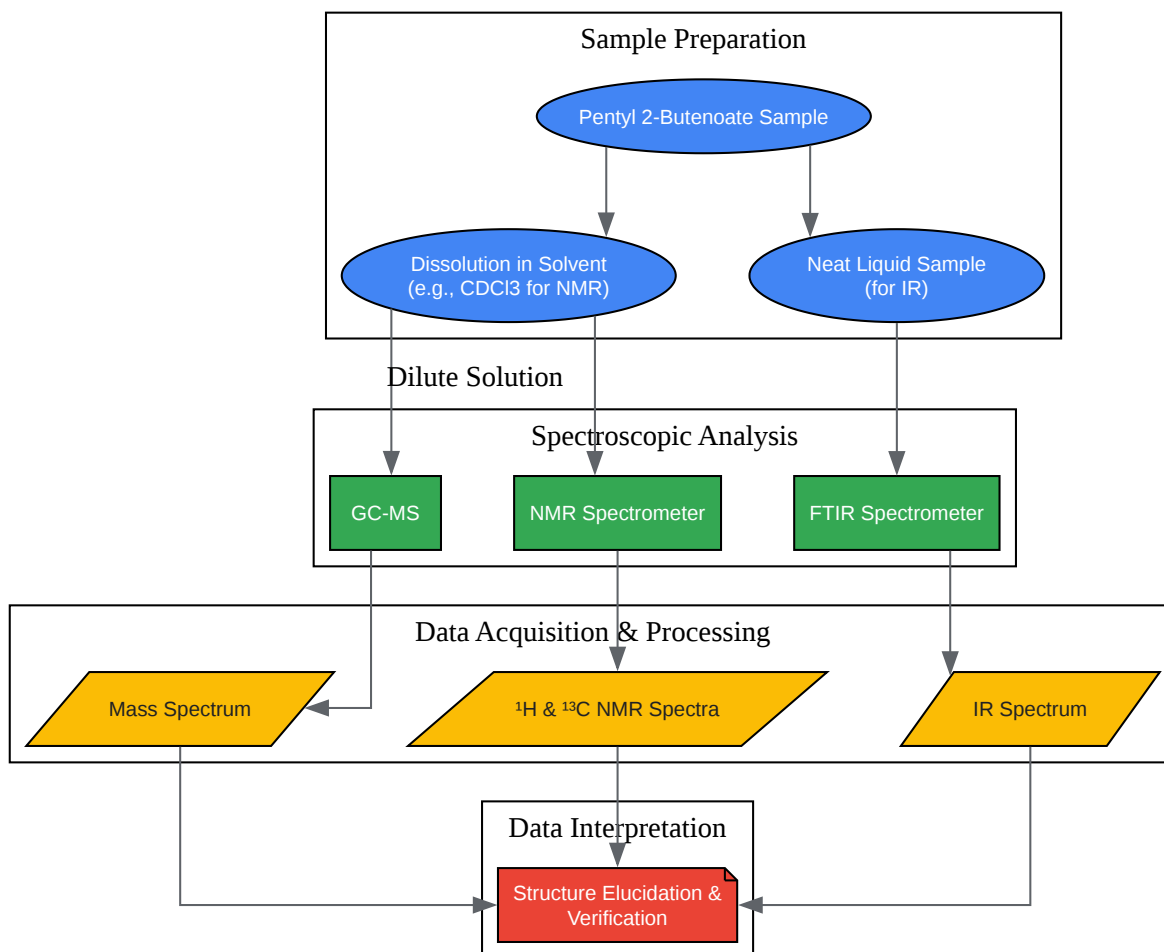 Sample Preparation
Pentyl 2-Butenoate Sample
Dissolution in Solvent
(e.g., CDCl3 for NMR)
Neat Liquid Sample
(for IR)
Dilute Solution
Spectroscopic Analysis
GC-MS
NMR Spectrometer
FTIR Spectrometer
Data Acquisition & Processing
Mass Spectrum
¹H & ¹³C NMR Spectra
IR Spectrum
Data Interpretation
Structure Elucidation &
Verification